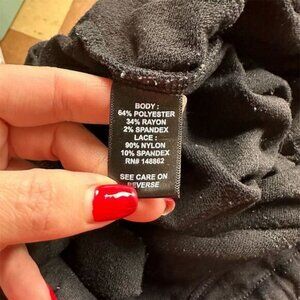 BODY :
64% POLYESTER
34% RAYON
2% SPANDEX
LACE :
90% NYLON
10% SPANDEX
RN# 148862
SEE CARE ON
REVERSE